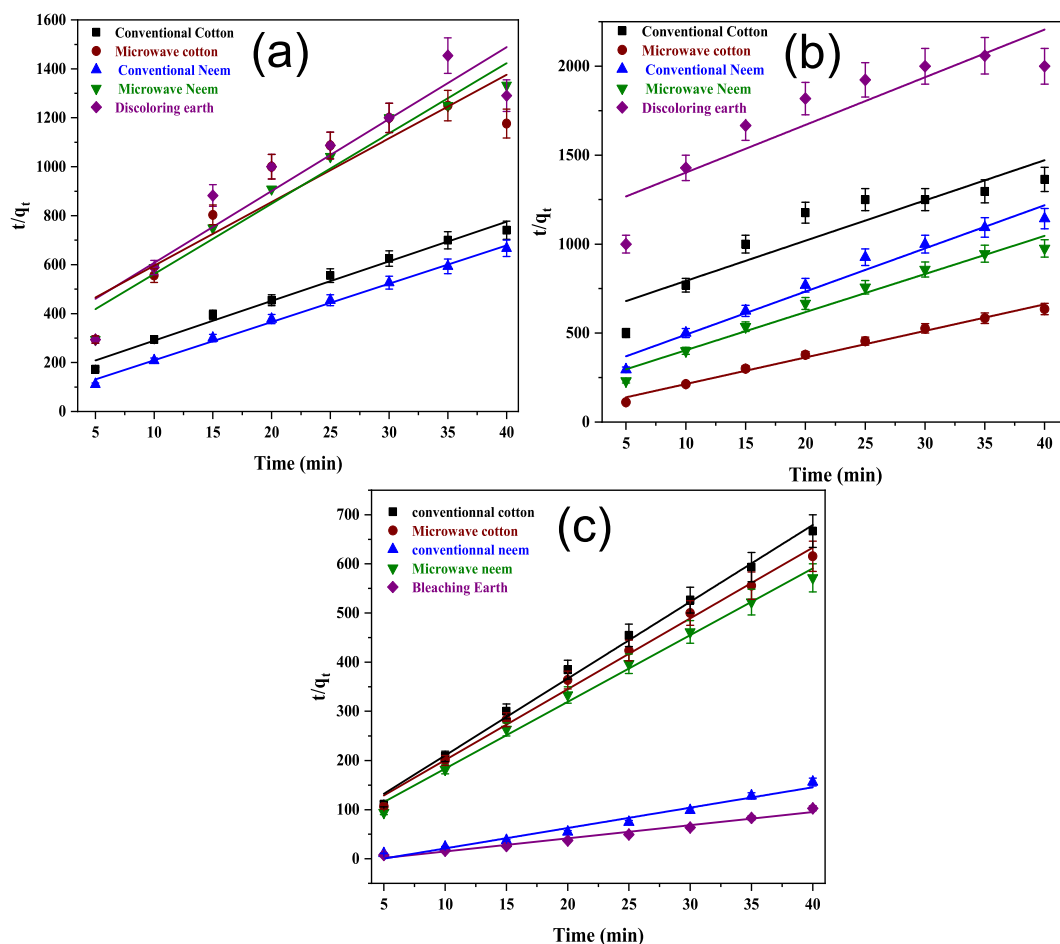 (a)
Conventional Cotton
Microwave cotton
Conventional Neem
Microwave Neem
Discoloring earth
t/qt
1600
1400
1200
1000
800
600
400
200
0
5 10 15 20 25 30 35 40
Time (min)
(b)
Conventional Cotton
Microwave cotton
Conventional Neem
Microwave Neem
Discoloring earth
t/qt
2000
1500
1000
500
0
5 10 15 20 25 30 35 40
Time (min)
(c)
conventionnal cotton
Microwave cotton
conventionnal neem
Microwave neem
Bleaching Earth
t/qt
700
600
500
400
300
200
100
0
5 10 15 20 25 30 35 40
Time (min)